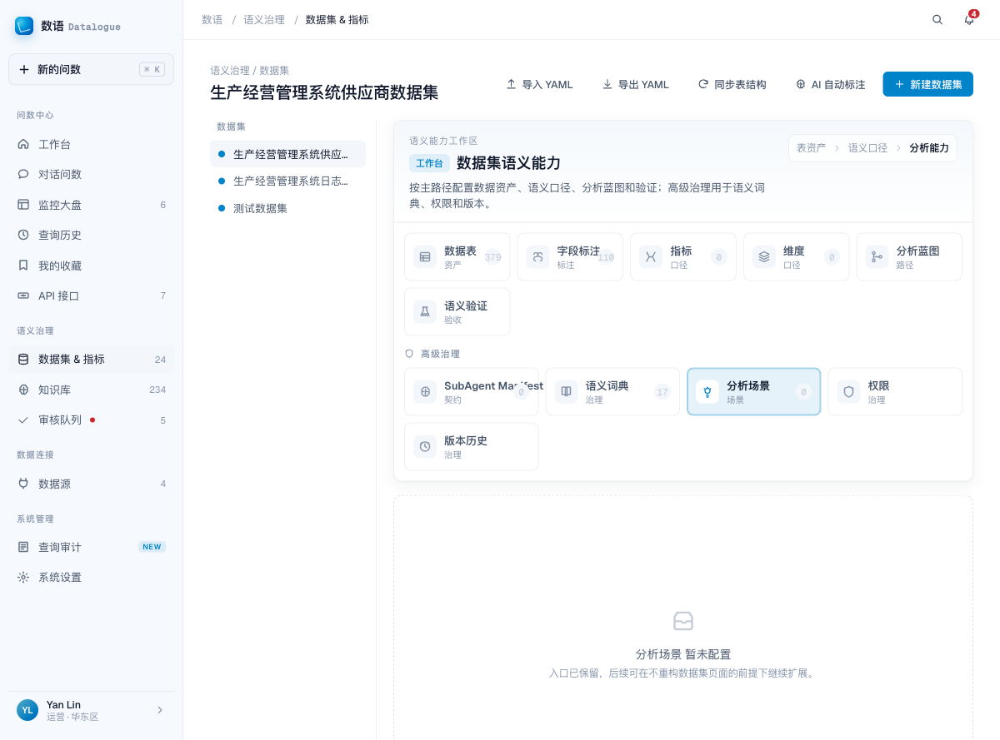 数语 Datalogue
新的问数 ⌘ K
问数中心
工作台
对话问数
监控大盘 6
查询历史
我的收藏
API 接口 7
语义治理
数据集 & 指标 24
知识库 234
审核队列 5
数据连接
数据源 4
系统管理
查询审计 NEW
系统设置
YL
Yan Lin
运营 · 华东区
数语 / 语义治理 / 数据集 & 指标
4
语义治理 / 数据集
生产经营管理系统供应商数据集
导入 YAML
导出 YAML
同步表结构
AI 自动标注
新建数据集
数据集
生产经营管理系统供应...
生产经营管理系统日志...
测试数据集
语义能力工作区
工作台 数据集语义能力
按主路径配置数据资产、语义口径、分析蓝图和验证；高级治理用于语义词
典、权限和版本。
表资产 > 语义口径 > 分析能力
数据表 379
资产
字段标注 110
标注
指标 0
口径
维度 0
口径
分析蓝图
路径
语义验证
验收
高级治理
SubAgent Manifest 0
契约
语义词典 17
治理
分析场景 0
场景
权限
治理
版本历史
治理
分析场景 暂未配置
入口已保留，后续可在不重构数据集页面的前提下继续扩展。